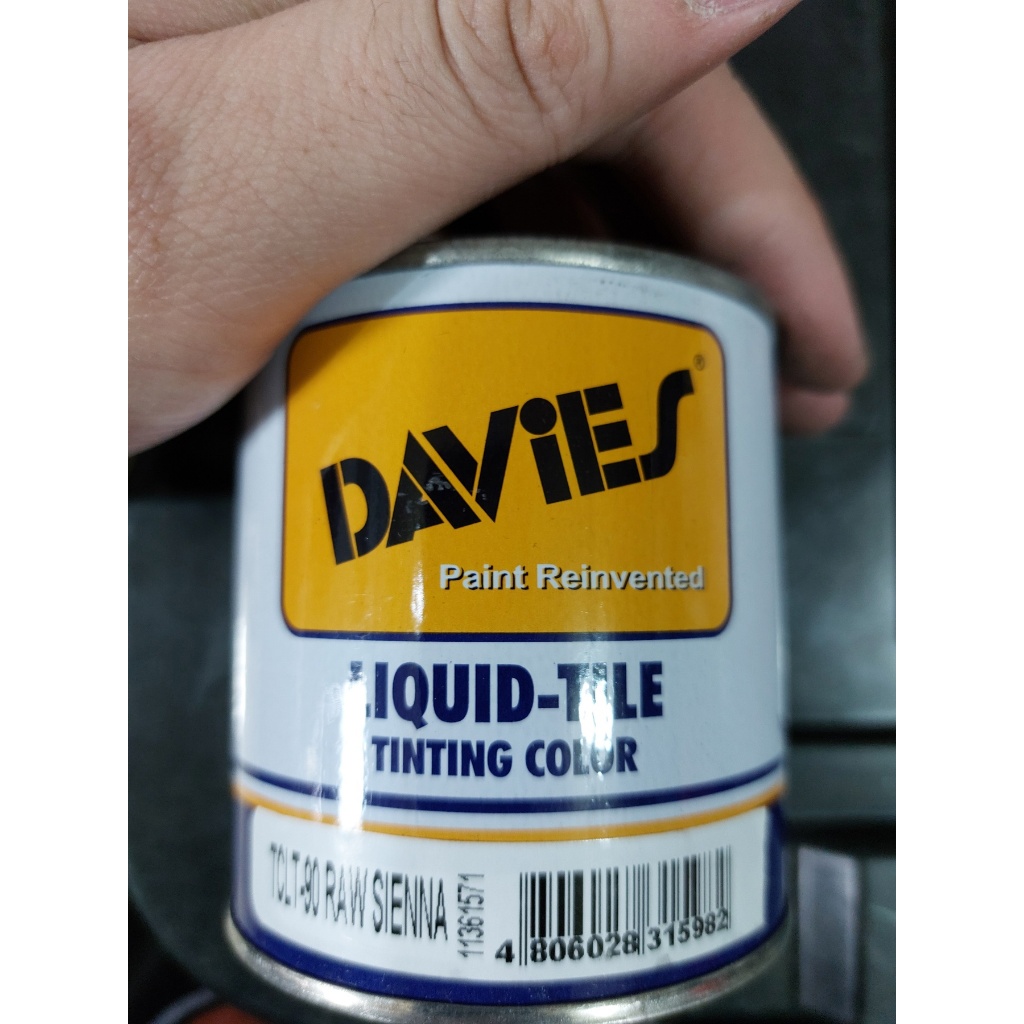 DAViES®
Paint Reinvented
LIQUID-TILE
TINTING COLOR
TCLT-90 RAW SIENNA
11361571
4 806028 315982